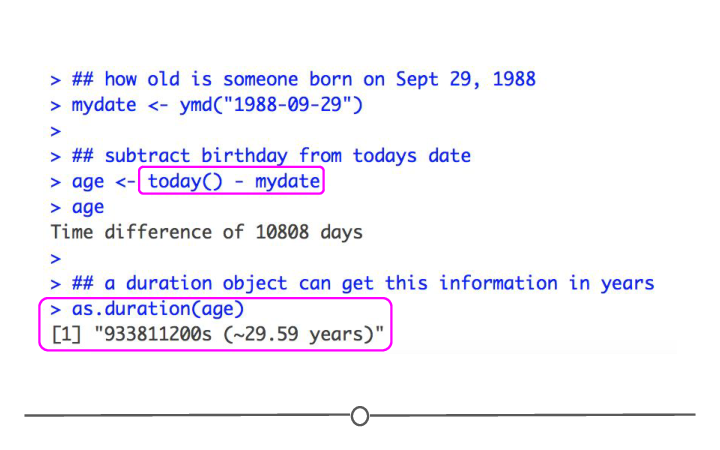 > ## how old is someone born on Sept 29, 1988
> mydate <- ymd("1988-09-29")
>
> ## subtract birthday from todays date
> age <- today() - mydate
> age
Time difference of 10808 days
>
> ## a duration object can get this information in years
> as.duration(age)
[1] "933811200s (~29.59 years)"